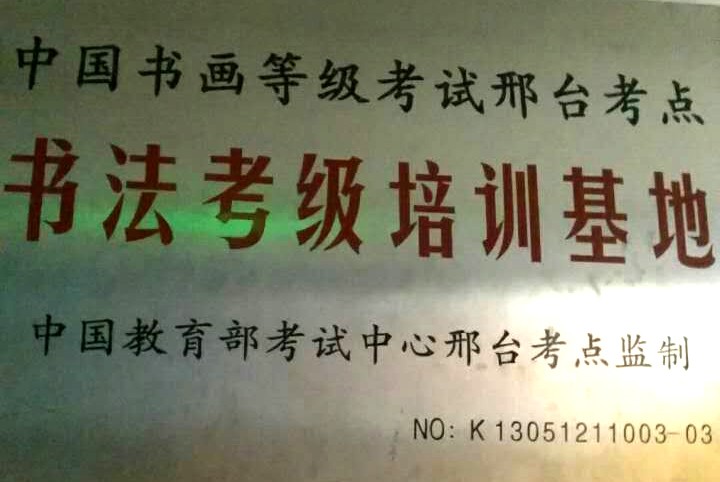 中国书画等级考试邢台考点
书法考级培训基地
中国教育部考试中心邢台考点监制
NO: K 13051211003-03